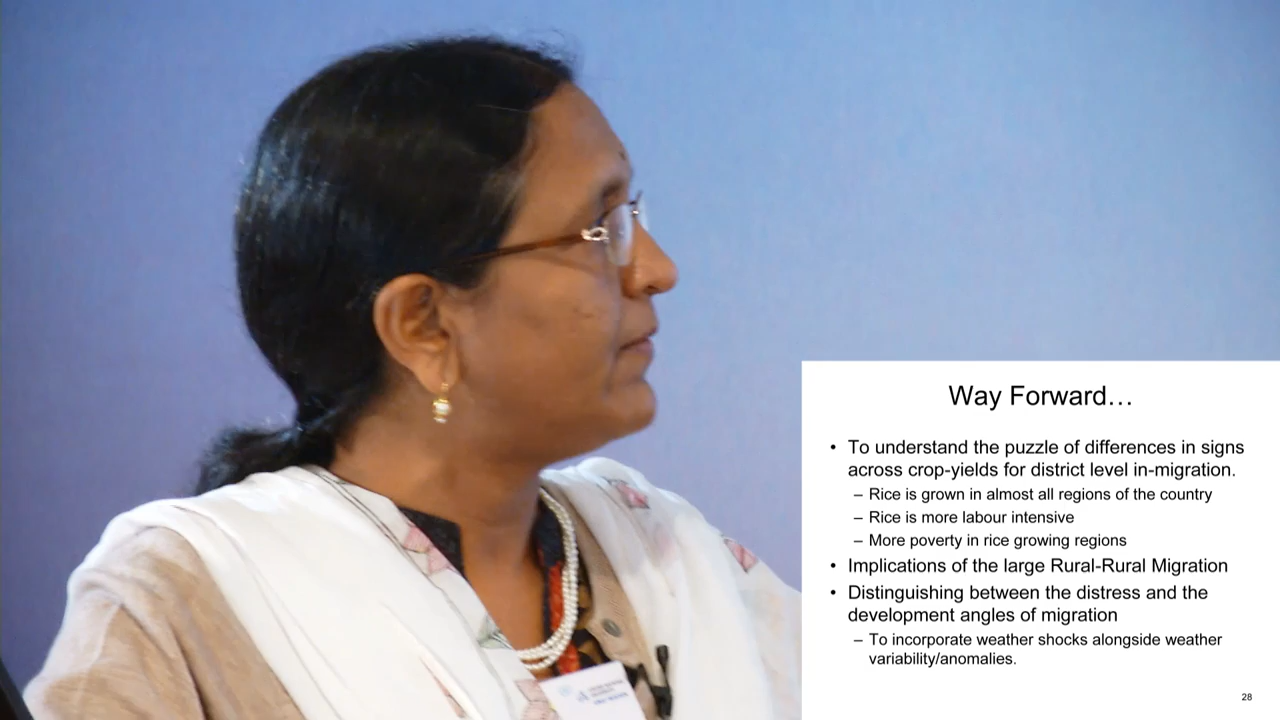 Way Forward…
• To understand the puzzle of differences in signs
across crop-yields for district level in-migration.
– Rice is grown in almost all regions of the country
– Rice is more labour intensive
– More poverty in rice growing regions
• Implications of the large Rural-Rural Migration
• Distinguishing between the distress and the
development angles of migration
– To incorporate weather shocks alongside weather
variability/anomalies.
28